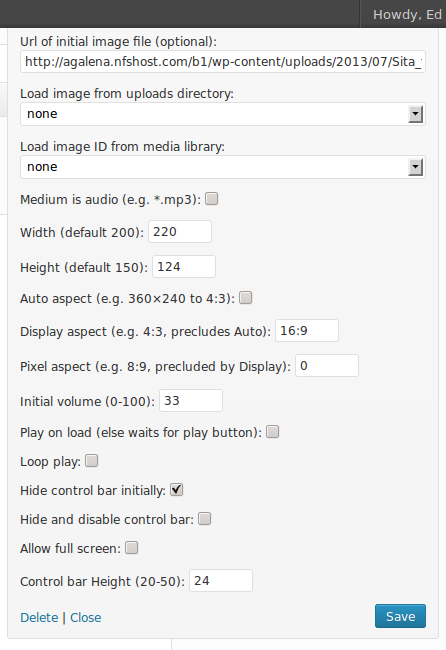 Howdy, Ed
Url of initial image file (optional):
http://agalena.nfshost.com/b1/wp-content/uploads/2013/07/Sita_
Load image from uploads directory:
none
Load image ID from media library:
none
Medium is audio (e.g. *.mp3):
Width (default 200): 220
Height (default 150): 124
Auto aspect (e.g. 360×240 to 4:3):
Display aspect (e.g. 4:3, precludes Auto): 16:9
Pixel aspect (e.g. 8:9, precluded by Display): 0
Initial volume (0-100): 33
Play on load (else waits for play button):
Loop play:
Hide control bar initially:
Hide and disable control bar:
Allow full screen:
Control bar Height (20-50): 24
Delete | Close Save